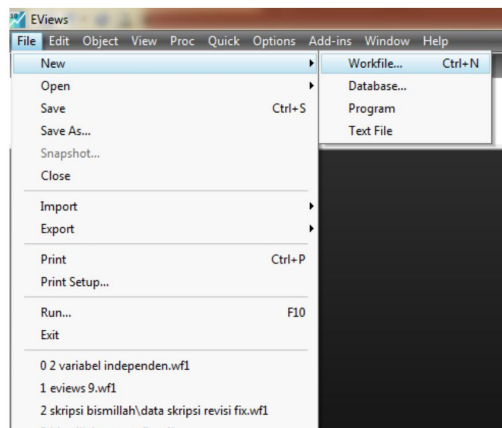 EViews
File Edit Object View Proc Quick Options Add-ins Window Help
New
Workfile... Ctrl+N
Open
Database...
Save Ctrl+S
Program
Save As...
Text File
Snapshot...
Close
Import
Export
Print Ctrl+P
Print Setup...
Run... F10
Exit
0 2 variabel independen.wf1
1 eviews 9.wf1
2 skripsi bismillah\data skripsi revisi fix.wf1